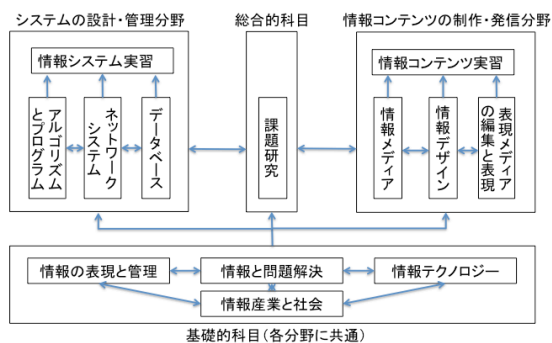 システムの設計・管理分野
総合的科目
情報コンテンツの制作・発信分野
情報システム実習
アルゴリズム
とプログラム
ネットワーク
システム
データベース
課題研究
情報コンテンツ実習
情報メディア
情報デザイン
表現メディア
の編集と表現
情報の表現と管理
情報と問題解決
情報テクノロジー
情報産業と社会
基礎的科目(各分野に共通)